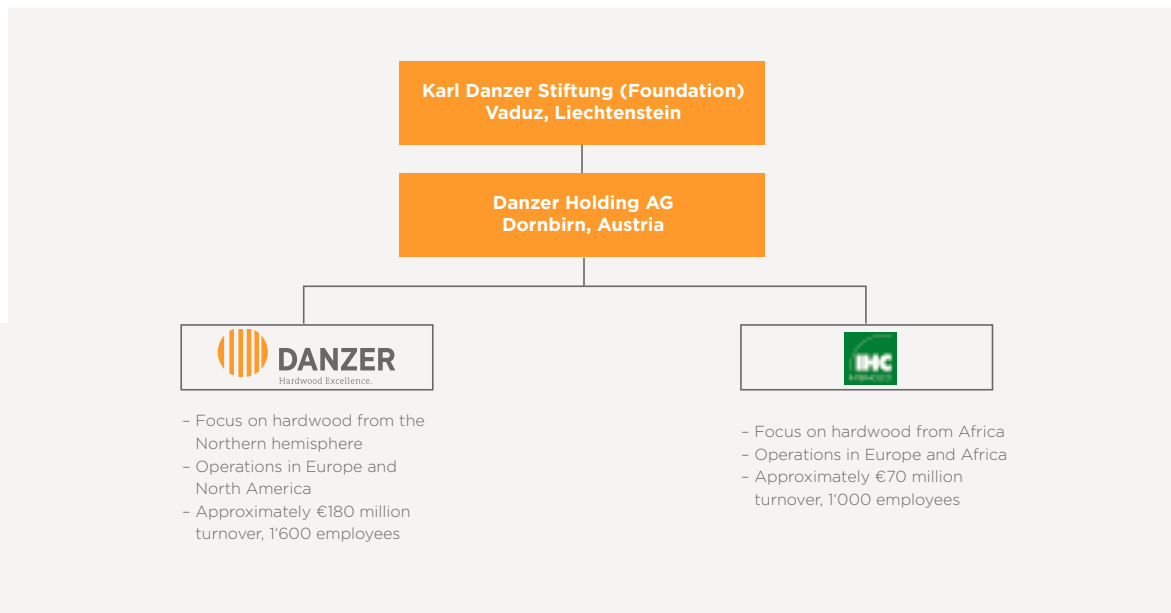 Karl Danzer Stiftung (Foundation)
Vaduz, Liechtenstein
Danzer Holding AG
Dornbirn, Austria
DANZER
Hardwood Excellence.
– Focus on hardwood from the
Northern hemisphere
– Operations in Europe and
North America
– Approximately €180 million
turnover, 1‘600 employees
IHC
– Focus on hardwood from Africa
– Operations in Europe and Africa
– Approximately €70 million
turnover, 1‘000 employees